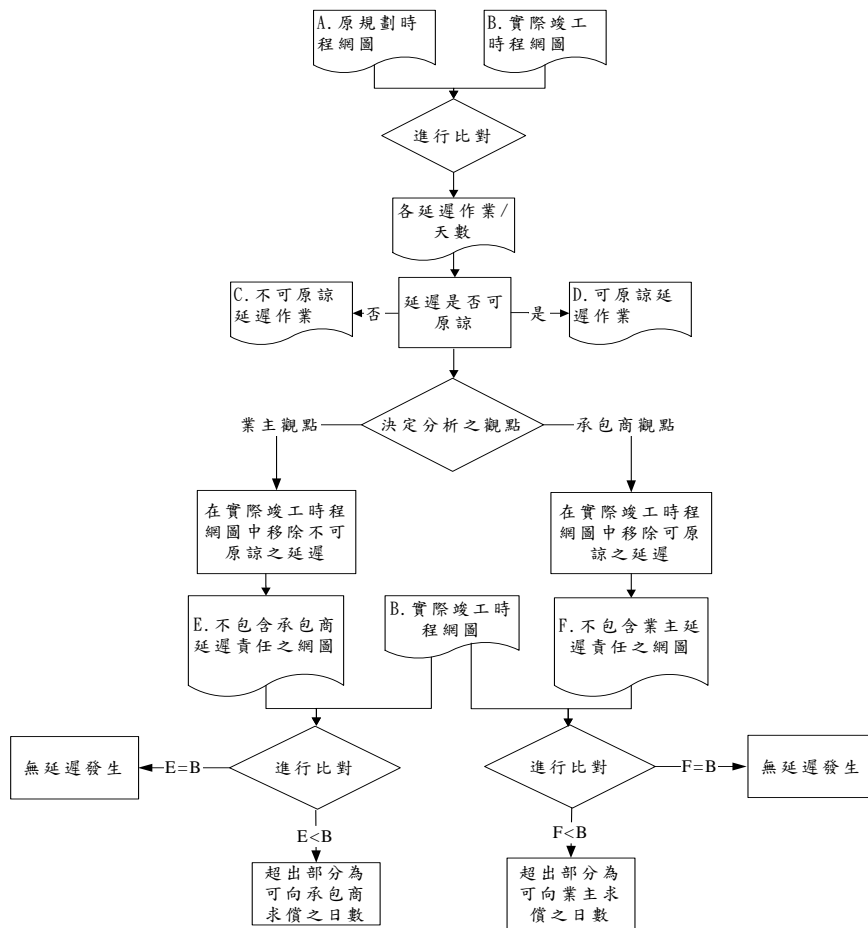 A.原規劃時
程網圖
B.實際竣工
時程網圖
進行比對
各延遲作業/
天數
C.不可原諒
延遲作業
否
延遲是否可
原諒
是
D.可原諒延
遲作業
業主觀點
決定分析之觀點
承包商觀點
在實際竣工時程
網圖中移除不可
原諒之延遲
在實際竣工時程
網圖中移除可原
諒之延遲
E.不包含承包商
延遲責任之網圖
B.實際竣工時
程網圖
F.不包含業主延
遲責任之網圖
無延遲發生
E=B
進行比對
進行比對
F=B
無延遲發生
E<B
F<B
超出部分為
可向承包商
求償之日數
超出部分為
可向業主求
償之日數